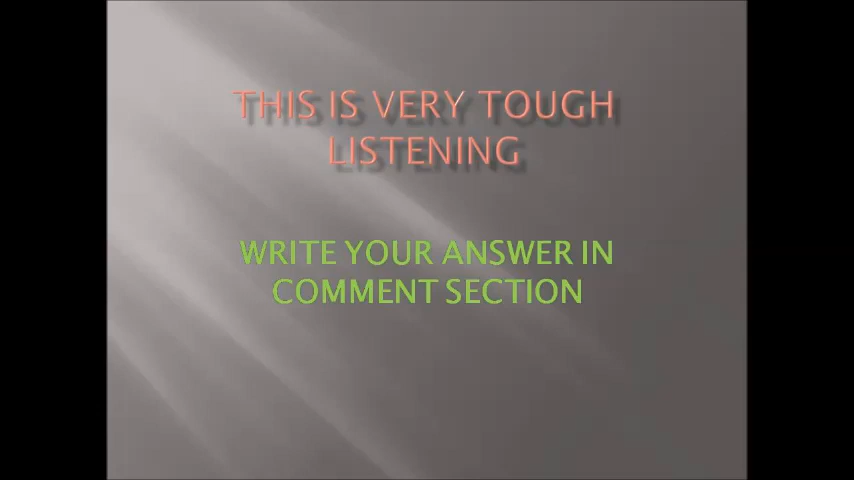 THIS IS VERY TOUGH
LISTENING
WRITE YOUR ANSWER IN
COMMENT SECTION